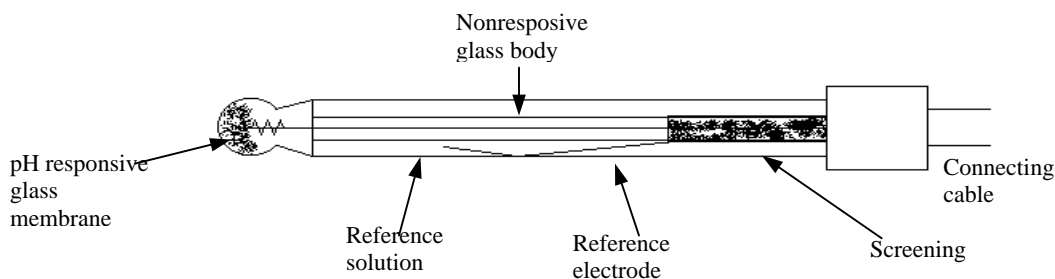 Nonresposive
glass body
pH responsive
glass
membrane
Reference
solution
Reference
electrode
Screening
Connecting
cable